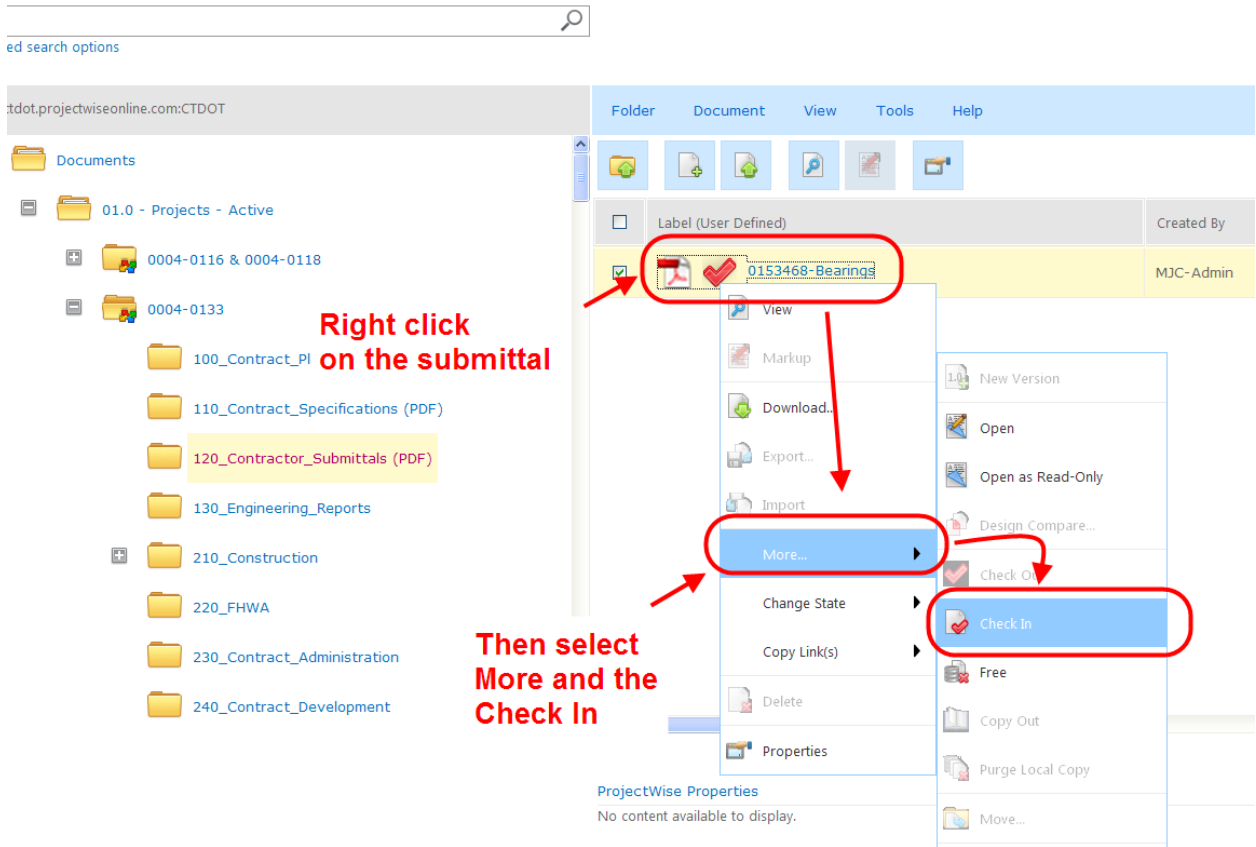 ed search options
ctdot.projectwiseonline.com:CTDOT
Folder Document View Tools Help
Documents
01.0 - Projects - Active
0004-0116 & 0004-0118
0004-0133
100_Contract_Pl
110_Contract_Specifications (PDF)
120_Contractor_Submittals (PDF)
130_Engineering_Reports
210_Construction
220_FHWA
230_Contract_Administration
240_Contract_Development
Right click
on the submittal
Label (User Defined) Created By
0153468-Bearings MJC-Admin
View
Markup
Download...
Export...
Import
More...
Change State
Copy Link(s)
Delete
Properties
1.0
New Version
Open
Open as Read-Only
Design Compare...
Check Ou
Check In
Free
Copy Out
Purge Local Copy
Move...
Then select
More and the
Check In
ProjectWise Properties
No content available to display.